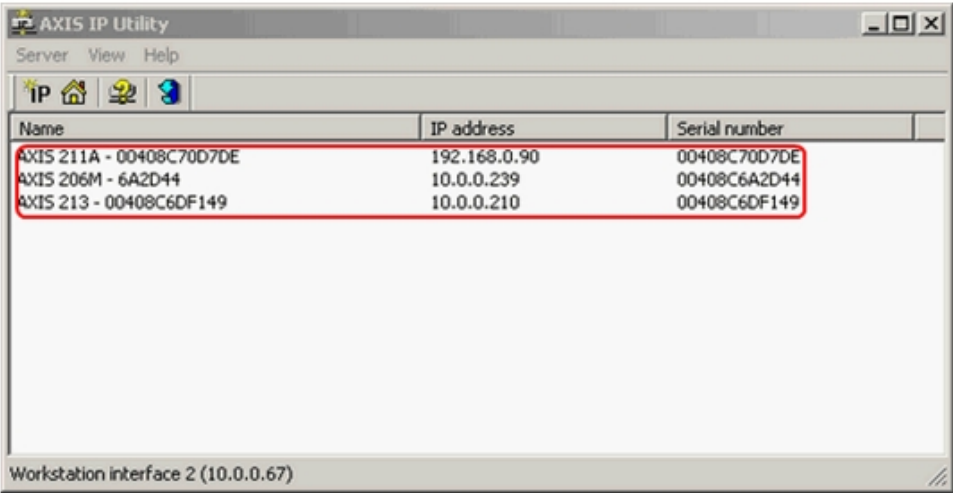 AXIS IP Utility
Server View Help
IP
Name IP address Serial number
AXIS 211A - 00408C70D7DE 192.168.0.90 00408C70D7DE
AXIS 206M - 6A2D44 10.0.0.239 00408C6A2D44
AXIS 213 - 00408C6DF149 10.0.0.210 00408C6DF149
Workstation interface 2 (10.0.0.67)